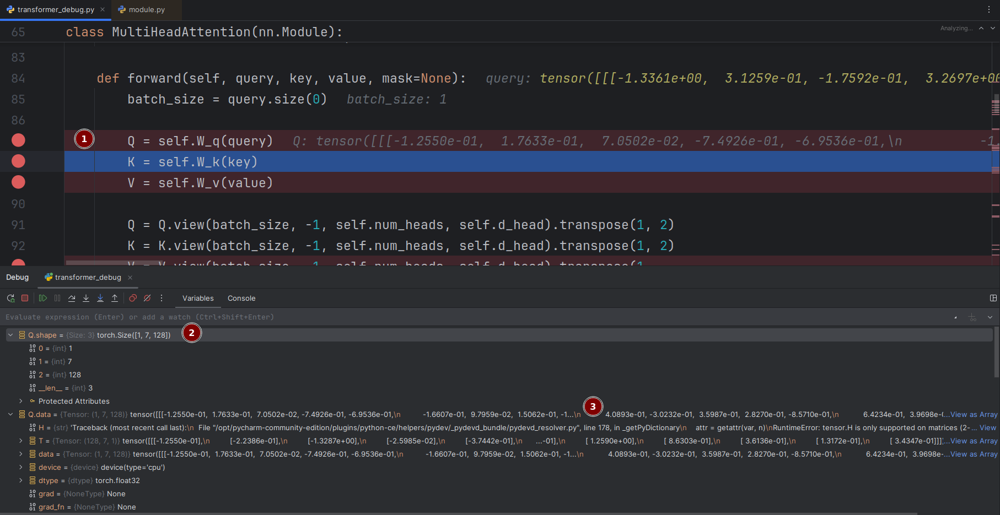 transformer_debug.py
module.py
65 class MultiHeadAttention(nn.Module):
Analyzing...
83
84 def forward(self, query, key, value, mask=None): query: tensor([[[-1.3361e+00, 3.1259e-01, -1.7592e-01, 3.2697e+00
85 batch_size = query.size(0) batch_size: 1
86
1
Q = self.W_q(query) Q: tensor([[[-1.2550e-01, 1.7633e-01, 7.0502e-02, -7.4926e-01, -6.9536e-01,\n -1.
K = self.W_k(key)
V = self.W_v(value)
90
91 Q = Q.view(batch_size, -1, self.num_heads, self.d_head).transpose(1, 2)
92 K = K.view(batch_size, -1, self.num_heads, self.d_head).transpose(1, 2)
V = V.view(batch_size, -1, self.num_heads, self.d_head).transpose(1,
Debug transformer_debug
Variables Console
Evaluate expression (Enter) or add a watch (Ctrl+Shift+Enter)
Q.shape = {Size: 3} torch.Size([1, 7, 128]) 2
0 = {int} 1
1 = {int} 7
2 = {int} 128
__len__ = {int} 3
Protected Attributes
3
Q.data = {Tensor: (1, 7, 128)} tensor([[[-1.2550e-01, 1.7633e-01, 7.0502e-02, -7.4926e-01, -6.9536e-01,\n -1.6607e-01, 9.7959e-02, 1.5062e-01, -1...\n 4.0893e-01, -3.0232e-01, 3.5987e-01, 2.8270e-01, -8.5710e-01,\n 6.4234e-01, 3.9698e-0...View as Array
H = {str} 'Traceback (most recent call last):\n File "/opt/pycharm-community-edition/plugins/python-ce/helpers/pydev/_pydevd_bundle/pydevd_resolver.py", line 178, in _getPyDictionary\n attr = getattr(var, n)\nRuntimeError: tensor.H is only supported on matrices (2-... View
T = {Tensor: (128, 7, 1)} tensor([[[-1.2550e-01],\n [-2.2386e-01],\n [-1.3287e+00],\n [-2.5985e-02],\n [-3.7442e-01],\n ...-01],\n [ 1.2590e+00],\n [ 8.6303e-01],\n [ 3.6136e-01],\n [ 1.3172e-01],\n [ 3.4347e-01]]]...View as Array
data = {Tensor: (1, 7, 128)} tensor([[[-1.2550e-01, 1.7633e-01, 7.0502e-02, -7.4926e-01, -6.9536e-01,\n -1.6607e-01, 9.7959e-02, 1.5062e-01, -1...\n 4.0893e-01, -3.0232e-01, 3.5987e-01, 2.8270e-01, -8.5710e-01,\n 6.4234e-01, 3.9698e-...View as Array
device = {device} device(type='cpu')
dtype = {dtype} torch.float32
grad = {NoneType} None
grad_fn = {NoneType} None